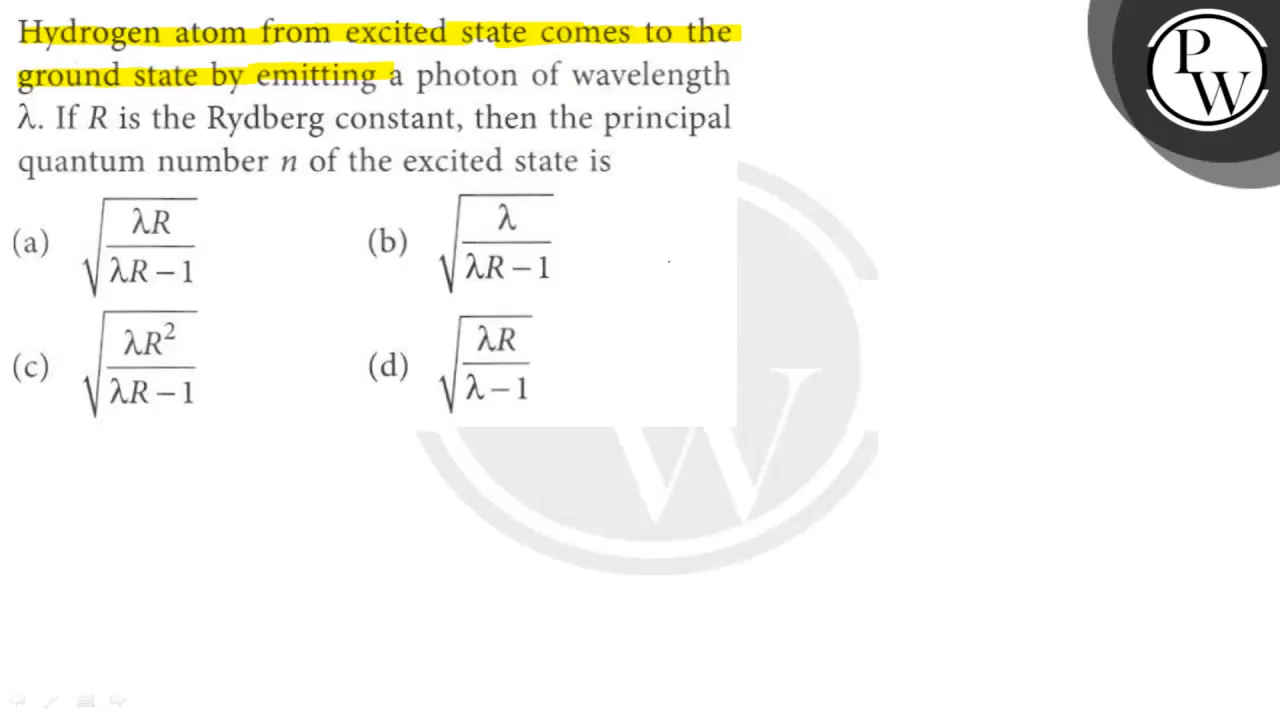 Hydrogen atom from excited state comes to the
ground state by emitting a photon of wavelength
λ. If R is the Rydberg constant, then the principal
quantum number n of the excited state is
(a) √(λR / (λR − 1)) (b) √(λ / (λR − 1))
(c) √(λR² / (λR − 1)) (d) √(λR / (λ − 1))
P
W
W